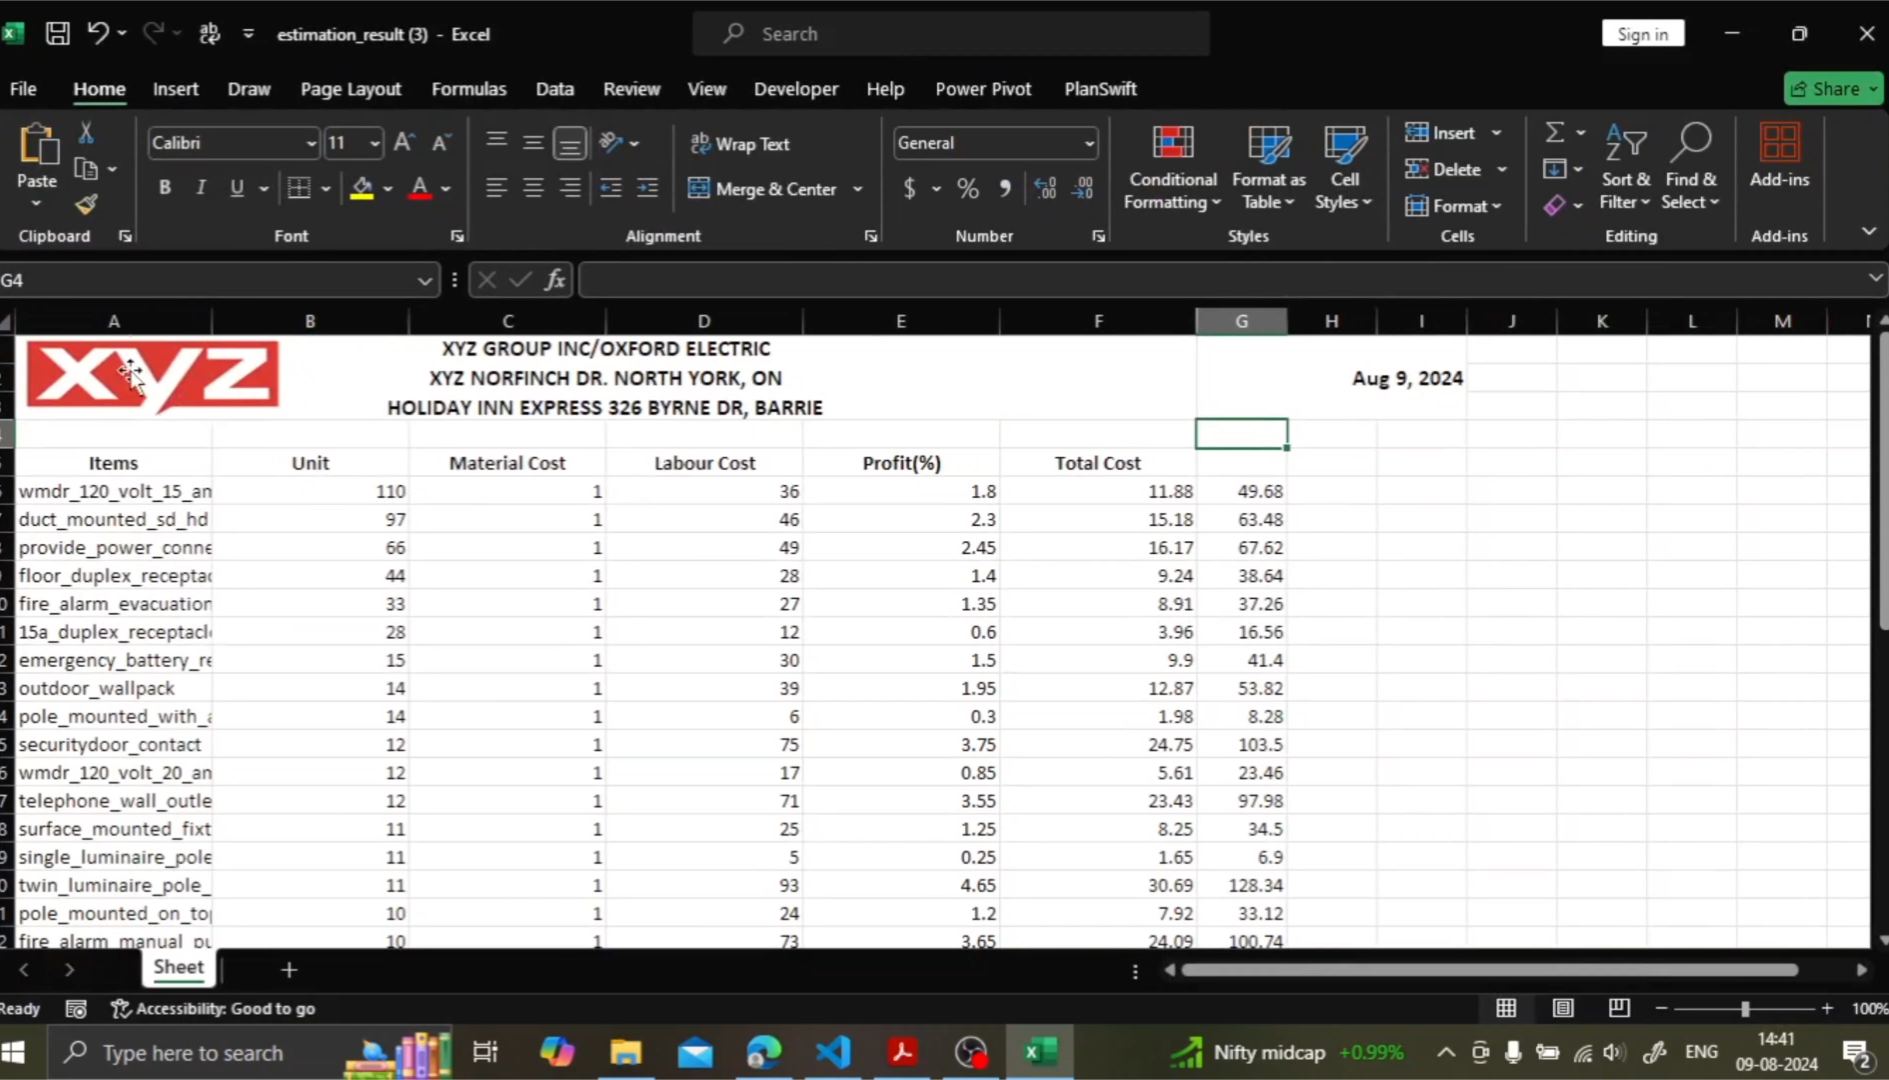 estimation_result (3) - Excel
Search
Sign in
File Home Insert Draw Page Layout Formulas Data Review View Developer Help Power Pivot PlanSwift
Share
Paste
Calibri 11
Wrap Text
Merge & Center
General
Conditional Formatting
Format as Table
Cell Styles
Insert
Delete
Format
Sort & Filter
Find & Select
Add-ins
Clipboard Font Alignment Number Styles Cells Editing Add-ins
G4
fx
A B C D E F G H I J K L M
XYZ
XYZ GROUP INC/OXFORD ELECTRIC
XYZ NORFINCH DR. NORTH YORK, ON
Aug 9, 2024
HOLIDAY INN EXPRESS 326 BYRNE DR, BARRIE
Items Unit Material Cost Labour Cost Profit(%) Total Cost
wmdr_120_volt_15_am 110 1 36 1.8 11.88 49.68
duct_mounted_sd_hd 97 1 46 2.3 15.18 63.48
provide_power_conne 66 1 49 2.45 16.17 67.62
floor_duplex_receptac 44 1 28 1.4 9.24 38.64
fire_alarm_evacuation 33 1 27 1.35 8.91 37.26
15a_duplex_receptacl 28 1 12 0.6 3.96 16.56
emergency_battery_re 15 1 30 1.5 9.9 41.4
outdoor_wallpack 14 1 39 1.95 12.87 53.82
pole_mounted_with_a 14 1 6 0.3 1.98 8.28
securitydoor_contact 12 1 75 3.75 24.75 103.5
wmdr_120_volt_20_am 12 1 17 0.85 5.61 23.46
telephone_wall_outle 12 1 71 3.55 23.43 97.98
surface_mounted_fixt 11 1 25 1.25 8.25 34.5
single_luminaire_pole 11 1 5 0.25 1.65 6.9
twin_luminaire_pole_ 11 1 93 4.65 30.69 128.34
pole_mounted_on_top 10 1 24 1.2 7.92 33.12
fire_alarm_manual_pu 10 1 73 3.65 24.09 100.74
Sheet
Ready
Accessibility: Good to go
100%
Type here to search
Nifty midcap +0.99%
ENG
14:41
09-08-2024
2